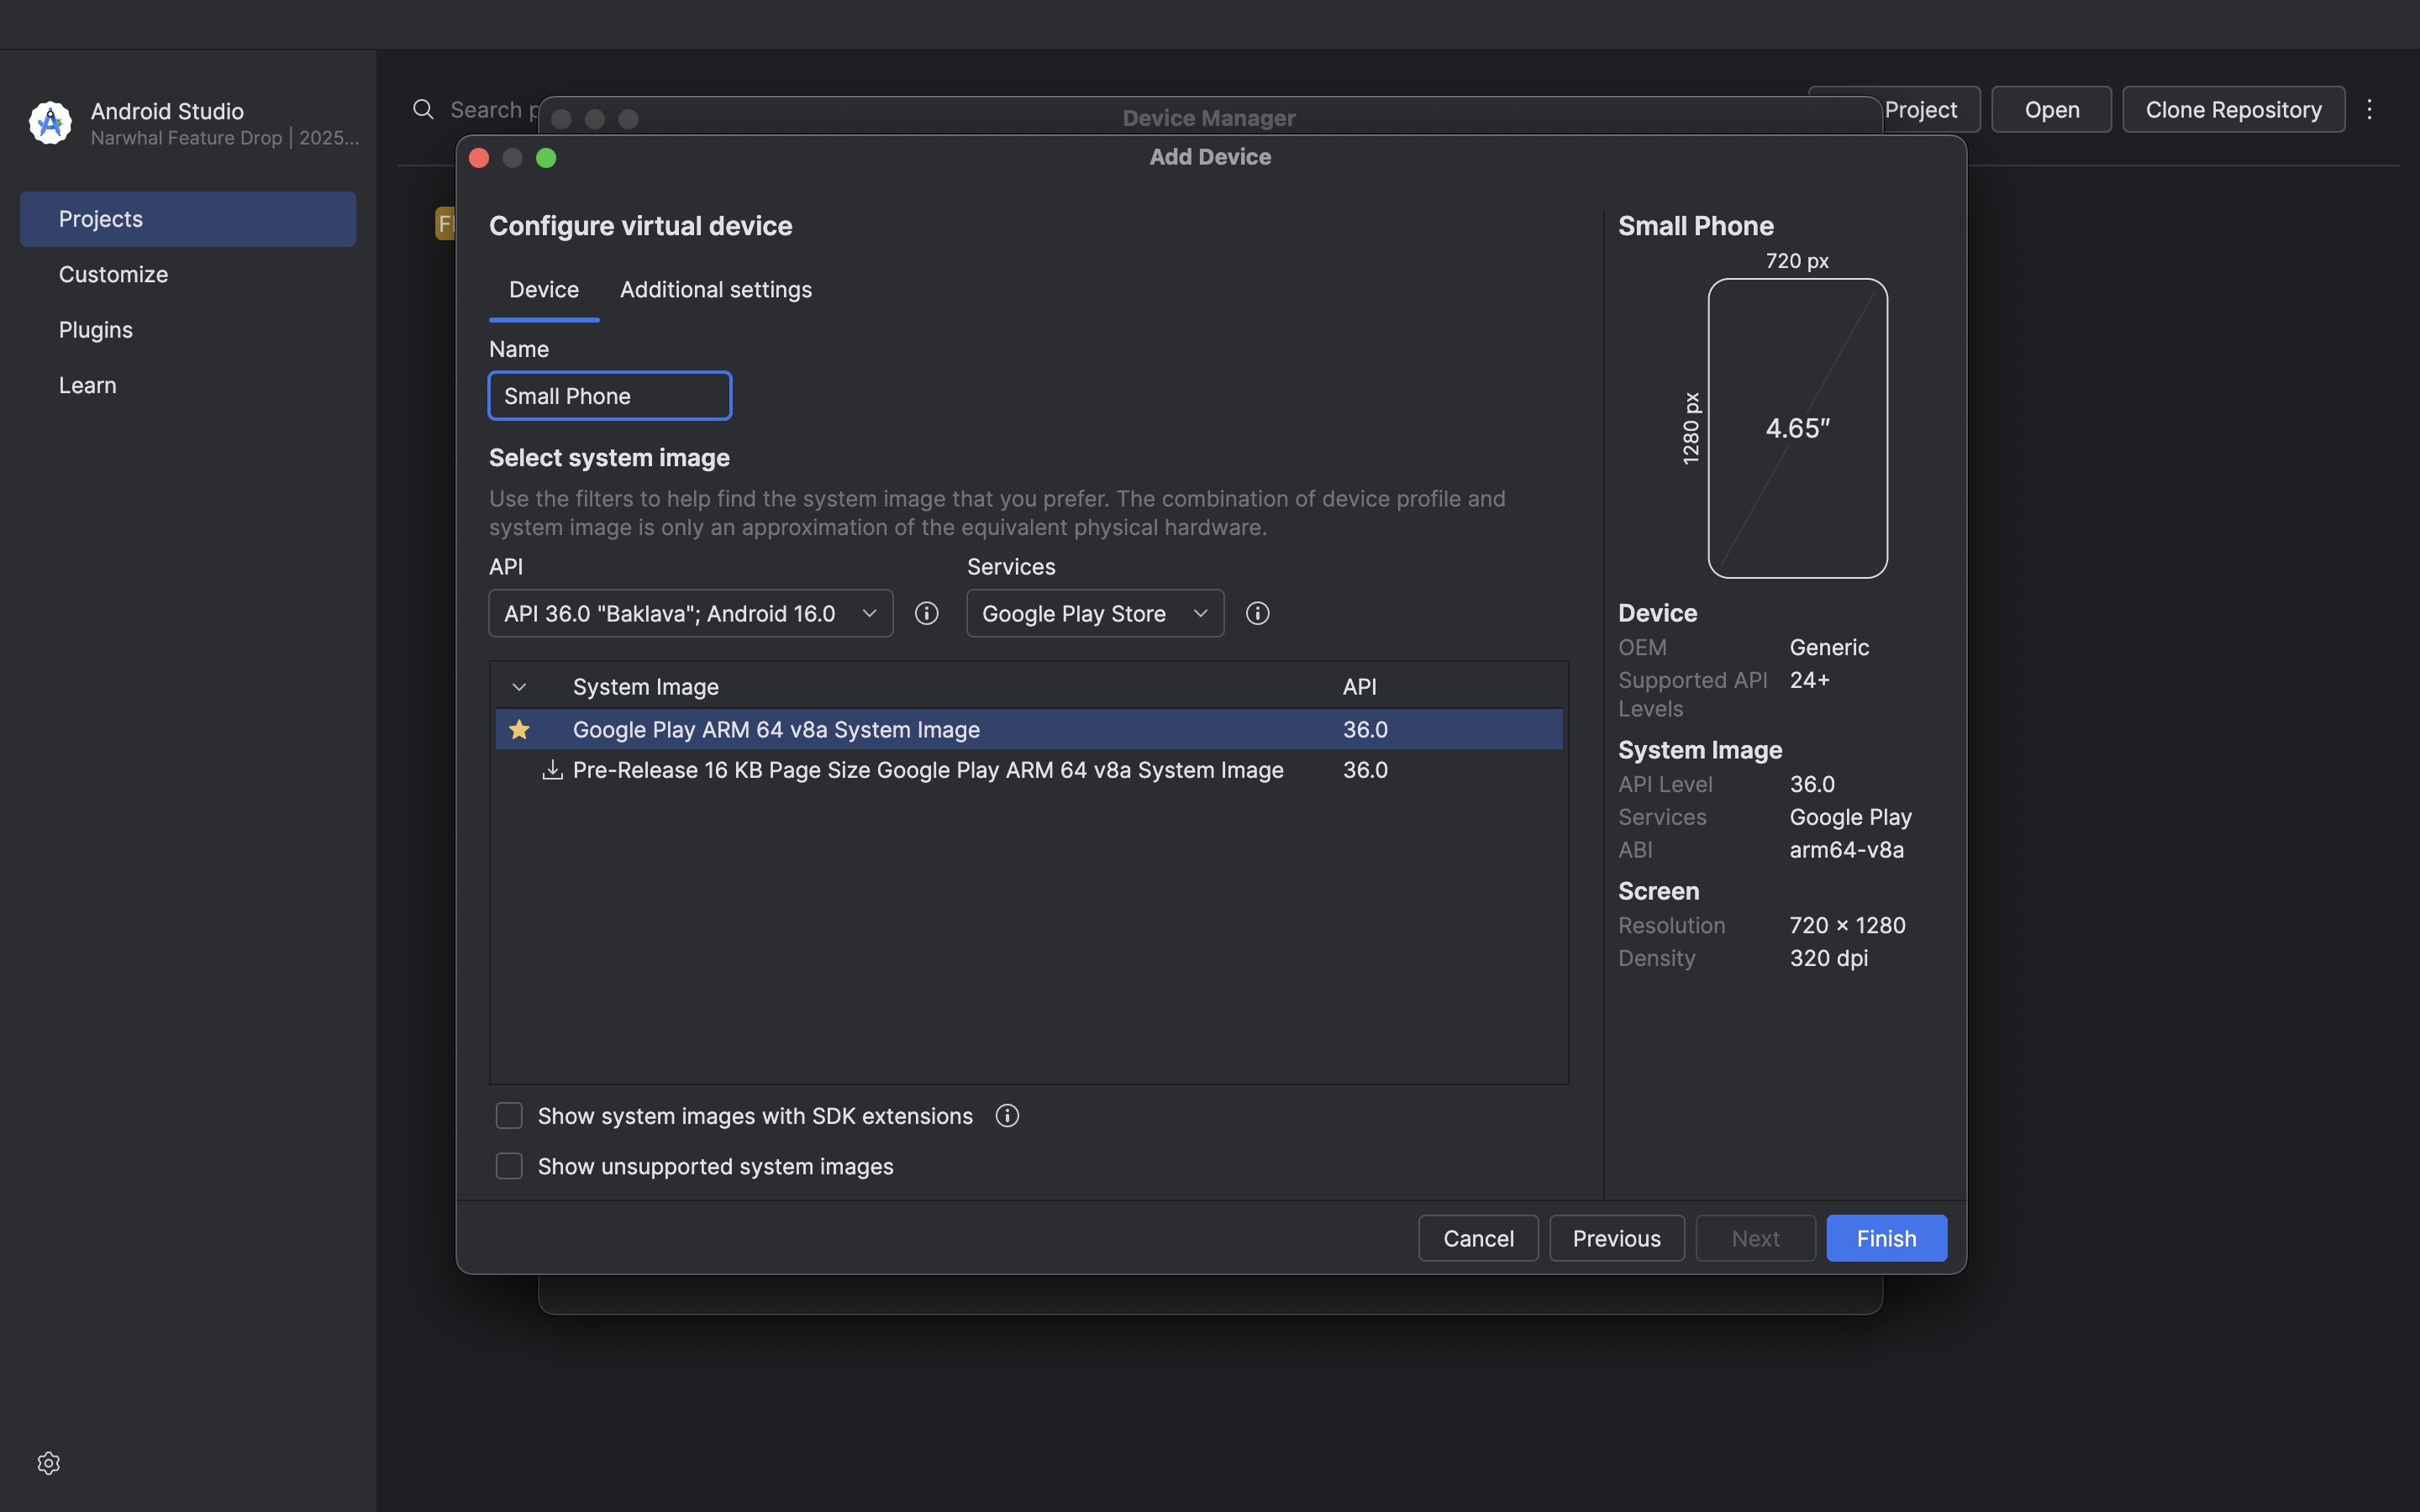 Android Studio
Narwhal Feature Drop | 2025...
Projects
Customize
Plugins
Learn
Search
Project
Open
Clone Repository
Device Manager
Add Device
Configure virtual device
Device
Additional settings
Name
Small Phone
Select system image
Use the filters to help find the system image that you prefer. The combination of device profile and
system image is only an approximation of the equivalent physical hardware.
API
Services
API 36.0 "Baklava"; Android 16.0
Google Play Store
System Image
API
Google Play ARM 64 v8a System Image
36.0
Pre-Release 16 KB Page Size Google Play ARM 64 v8a System Image
36.0
Show system images with SDK extensions
Show unsupported system images
Small Phone
720 px
1280 px
4.65″
Device
OEM
Generic
Supported API
Levels
24+
System Image
API Level
36.0
Services
Google Play
ABI
arm64-v8a
Screen
Resolution
720 × 1280
Density
320 dpi
Cancel
Previous
Next
Finish